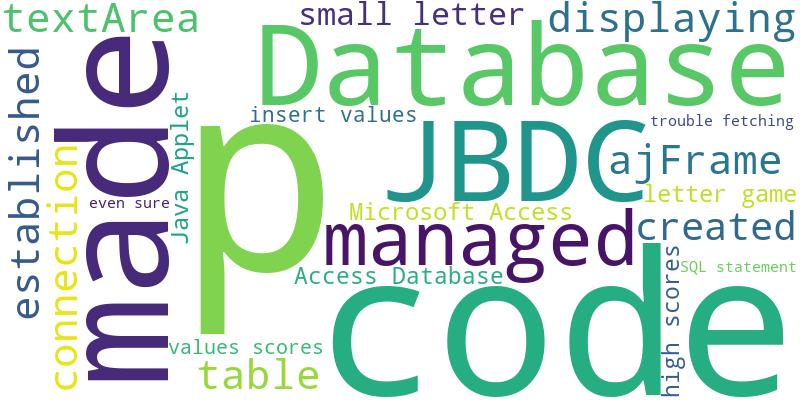 textArea
small letter
displaying
Database
made
p
established
connection
Java Applet
insert values
JBDC
trouble fetching
ajFrame
even sure
Microsoft Access
letter game
managed
created
Access Database
SQL statement
code
high scores
values scores
table